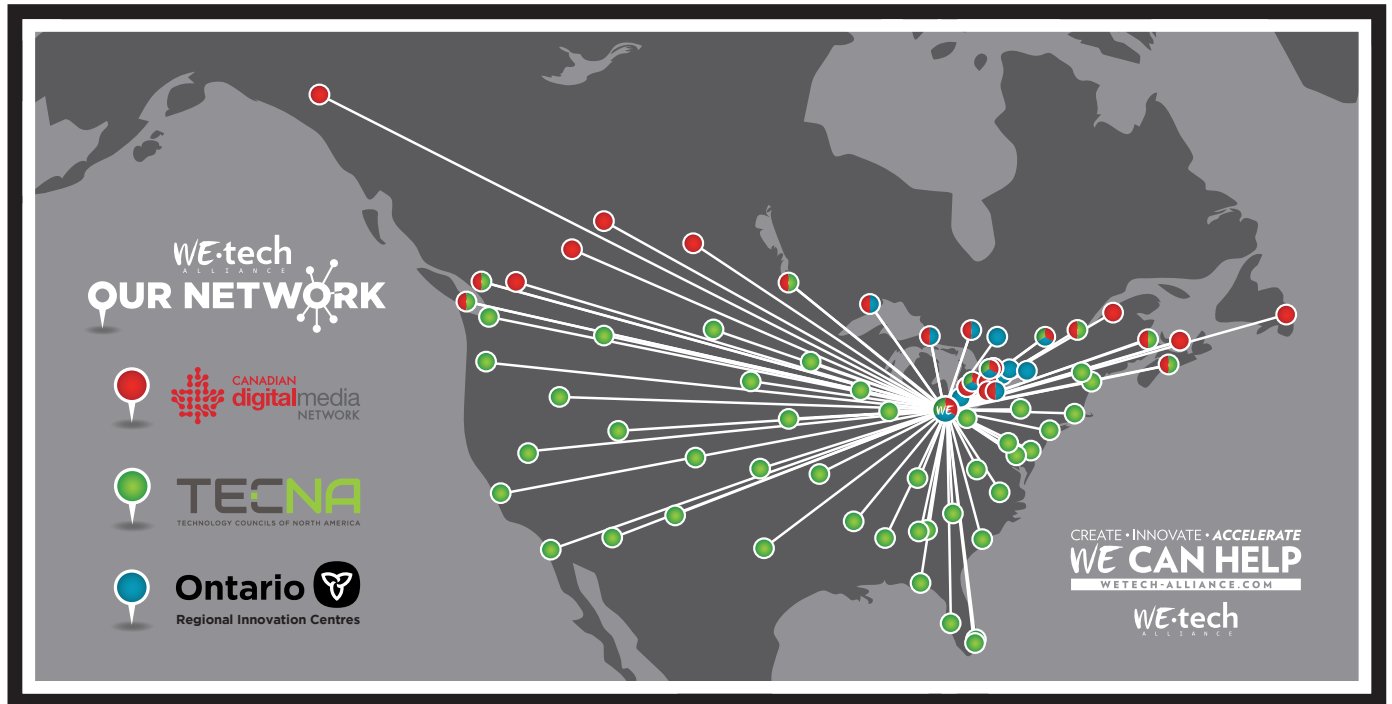 WE·tech
ALLIANCE
OUR NETWORK
CANADIAN
digitalmedia
NETWORK
TECNA
TECHNOLOGY COUNCILS OF NORTH AMERICA
Ontario
Regional Innovation Centres
WE
CREATE · INNOVATE · ACCELERATE
WE CAN HELP
WETECH-ALLIANCE.COM
WE·tech
ALLIANCE